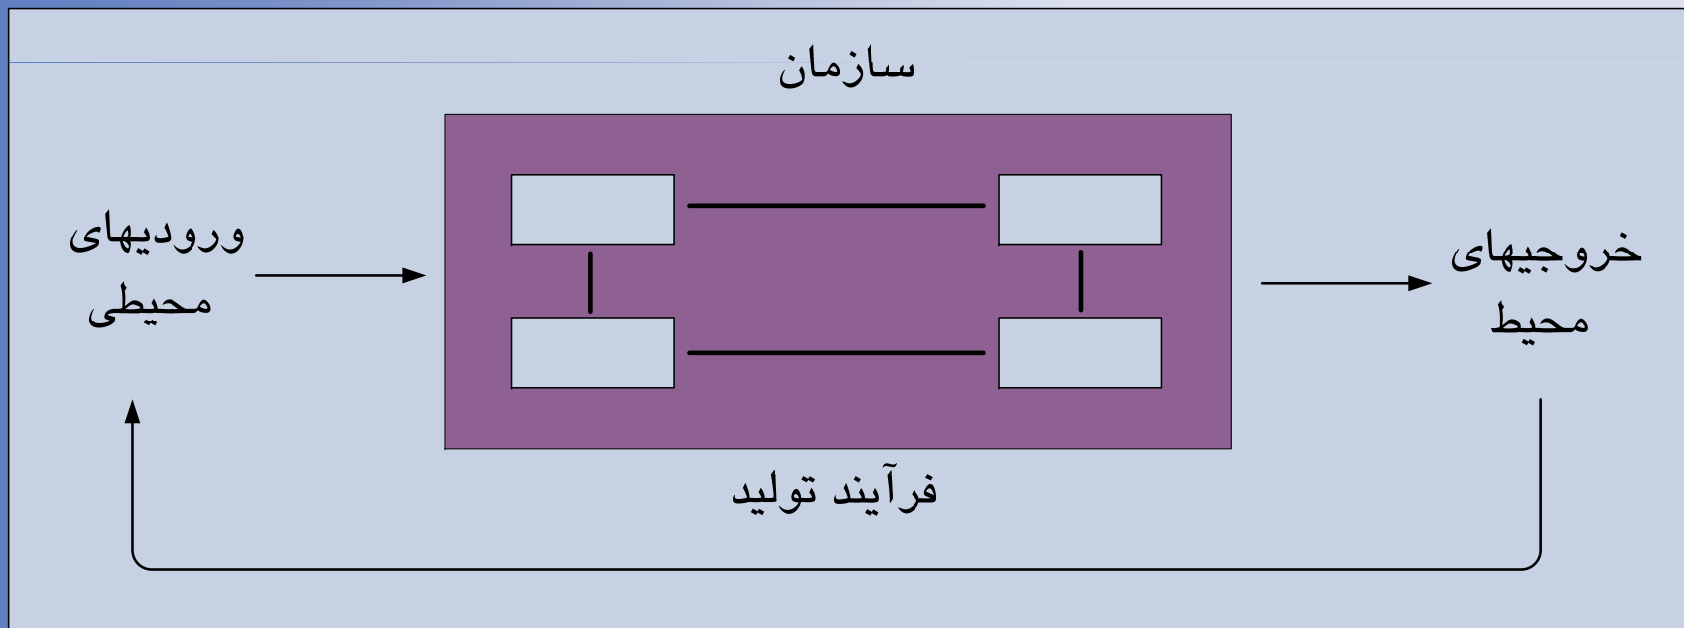 سازمان
ورودیهای
محیطی
خروجیهای
محیط
فرآیند تولید